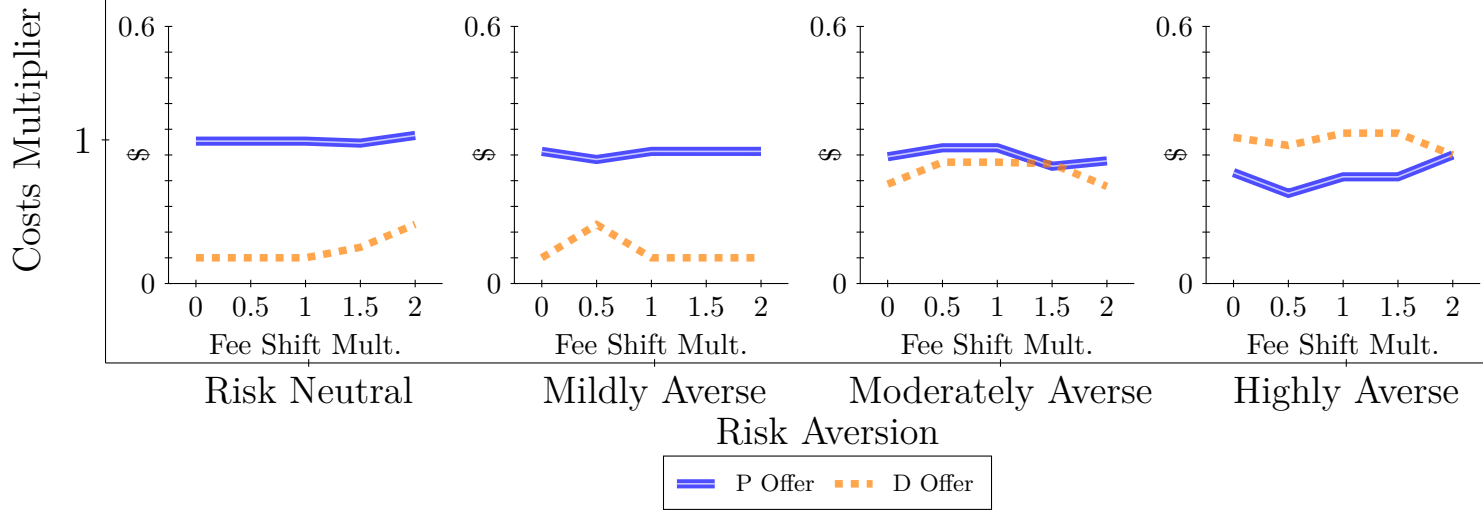 Costs Multiplier
1
0.6
$
0
0 0.5 1 1.5 2
Fee Shift Mult.
0.6
$
0
0 0.5 1 1.5 2
Fee Shift Mult.
0.6
$
0
0 0.5 1 1.5 2
Fee Shift Mult.
0.6
$
0
0 0.5 1 1.5 2
Fee Shift Mult.
Risk Neutral
Mildly Averse
Moderately Averse
Highly Averse
Risk Aversion
P Offer
D Offer